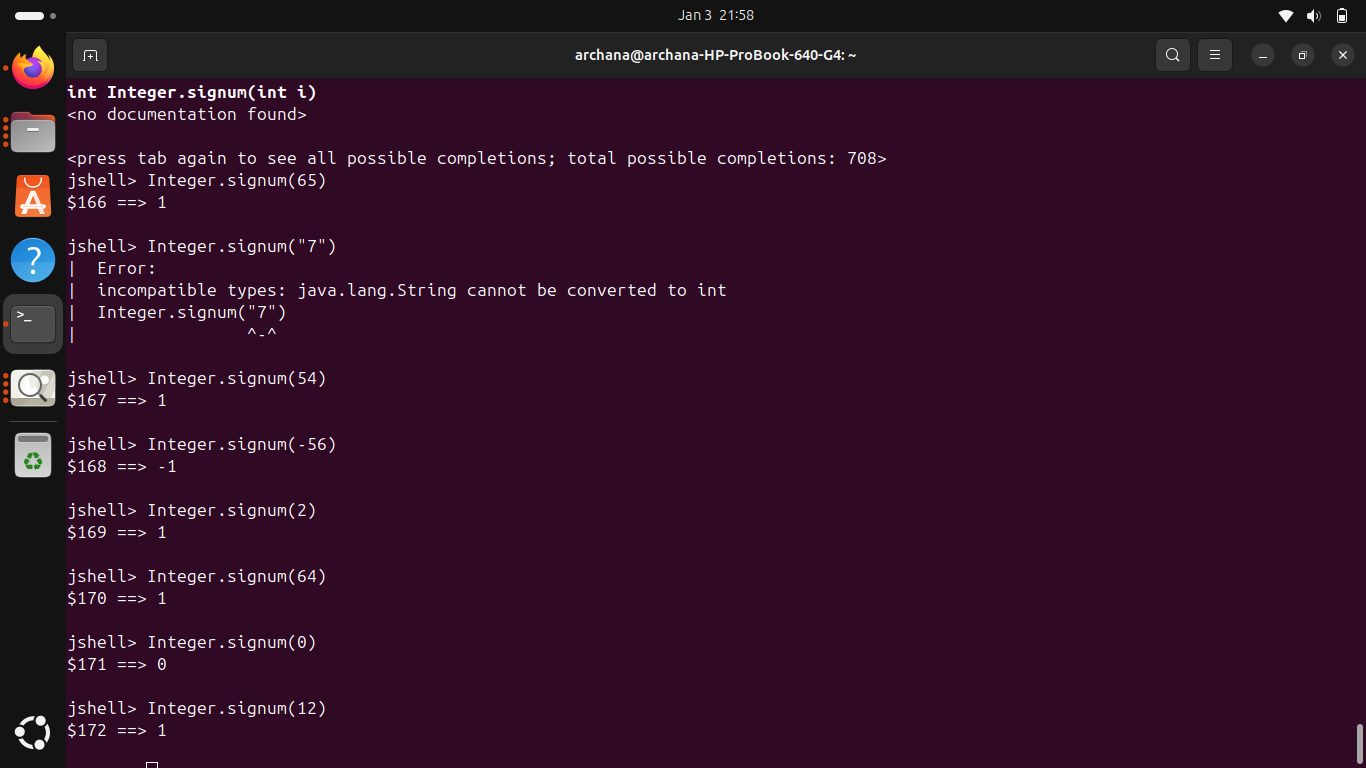 Jan 3 21:58
archana@archana-HP-ProBook-640-G4: ~
int Integer.signum(int i)
<no documentation found>
<press tab again to see all possible completions; total possible completions: 708>
jshell> Integer.signum(65)
$166 ==> 1
jshell> Integer.signum("7")
|  Error:
|  incompatible types: java.lang.String cannot be converted to int
|  Integer.signum("7")
|                 ^-^
jshell> Integer.signum(54)
$167 ==> 1
jshell> Integer.signum(-56)
$168 ==> -1
jshell> Integer.signum(2)
$169 ==> 1
jshell> Integer.signum(64)
$170 ==> 1
jshell> Integer.signum(0)
$171 ==> 0
jshell> Integer.signum(12)
$172 ==> 1